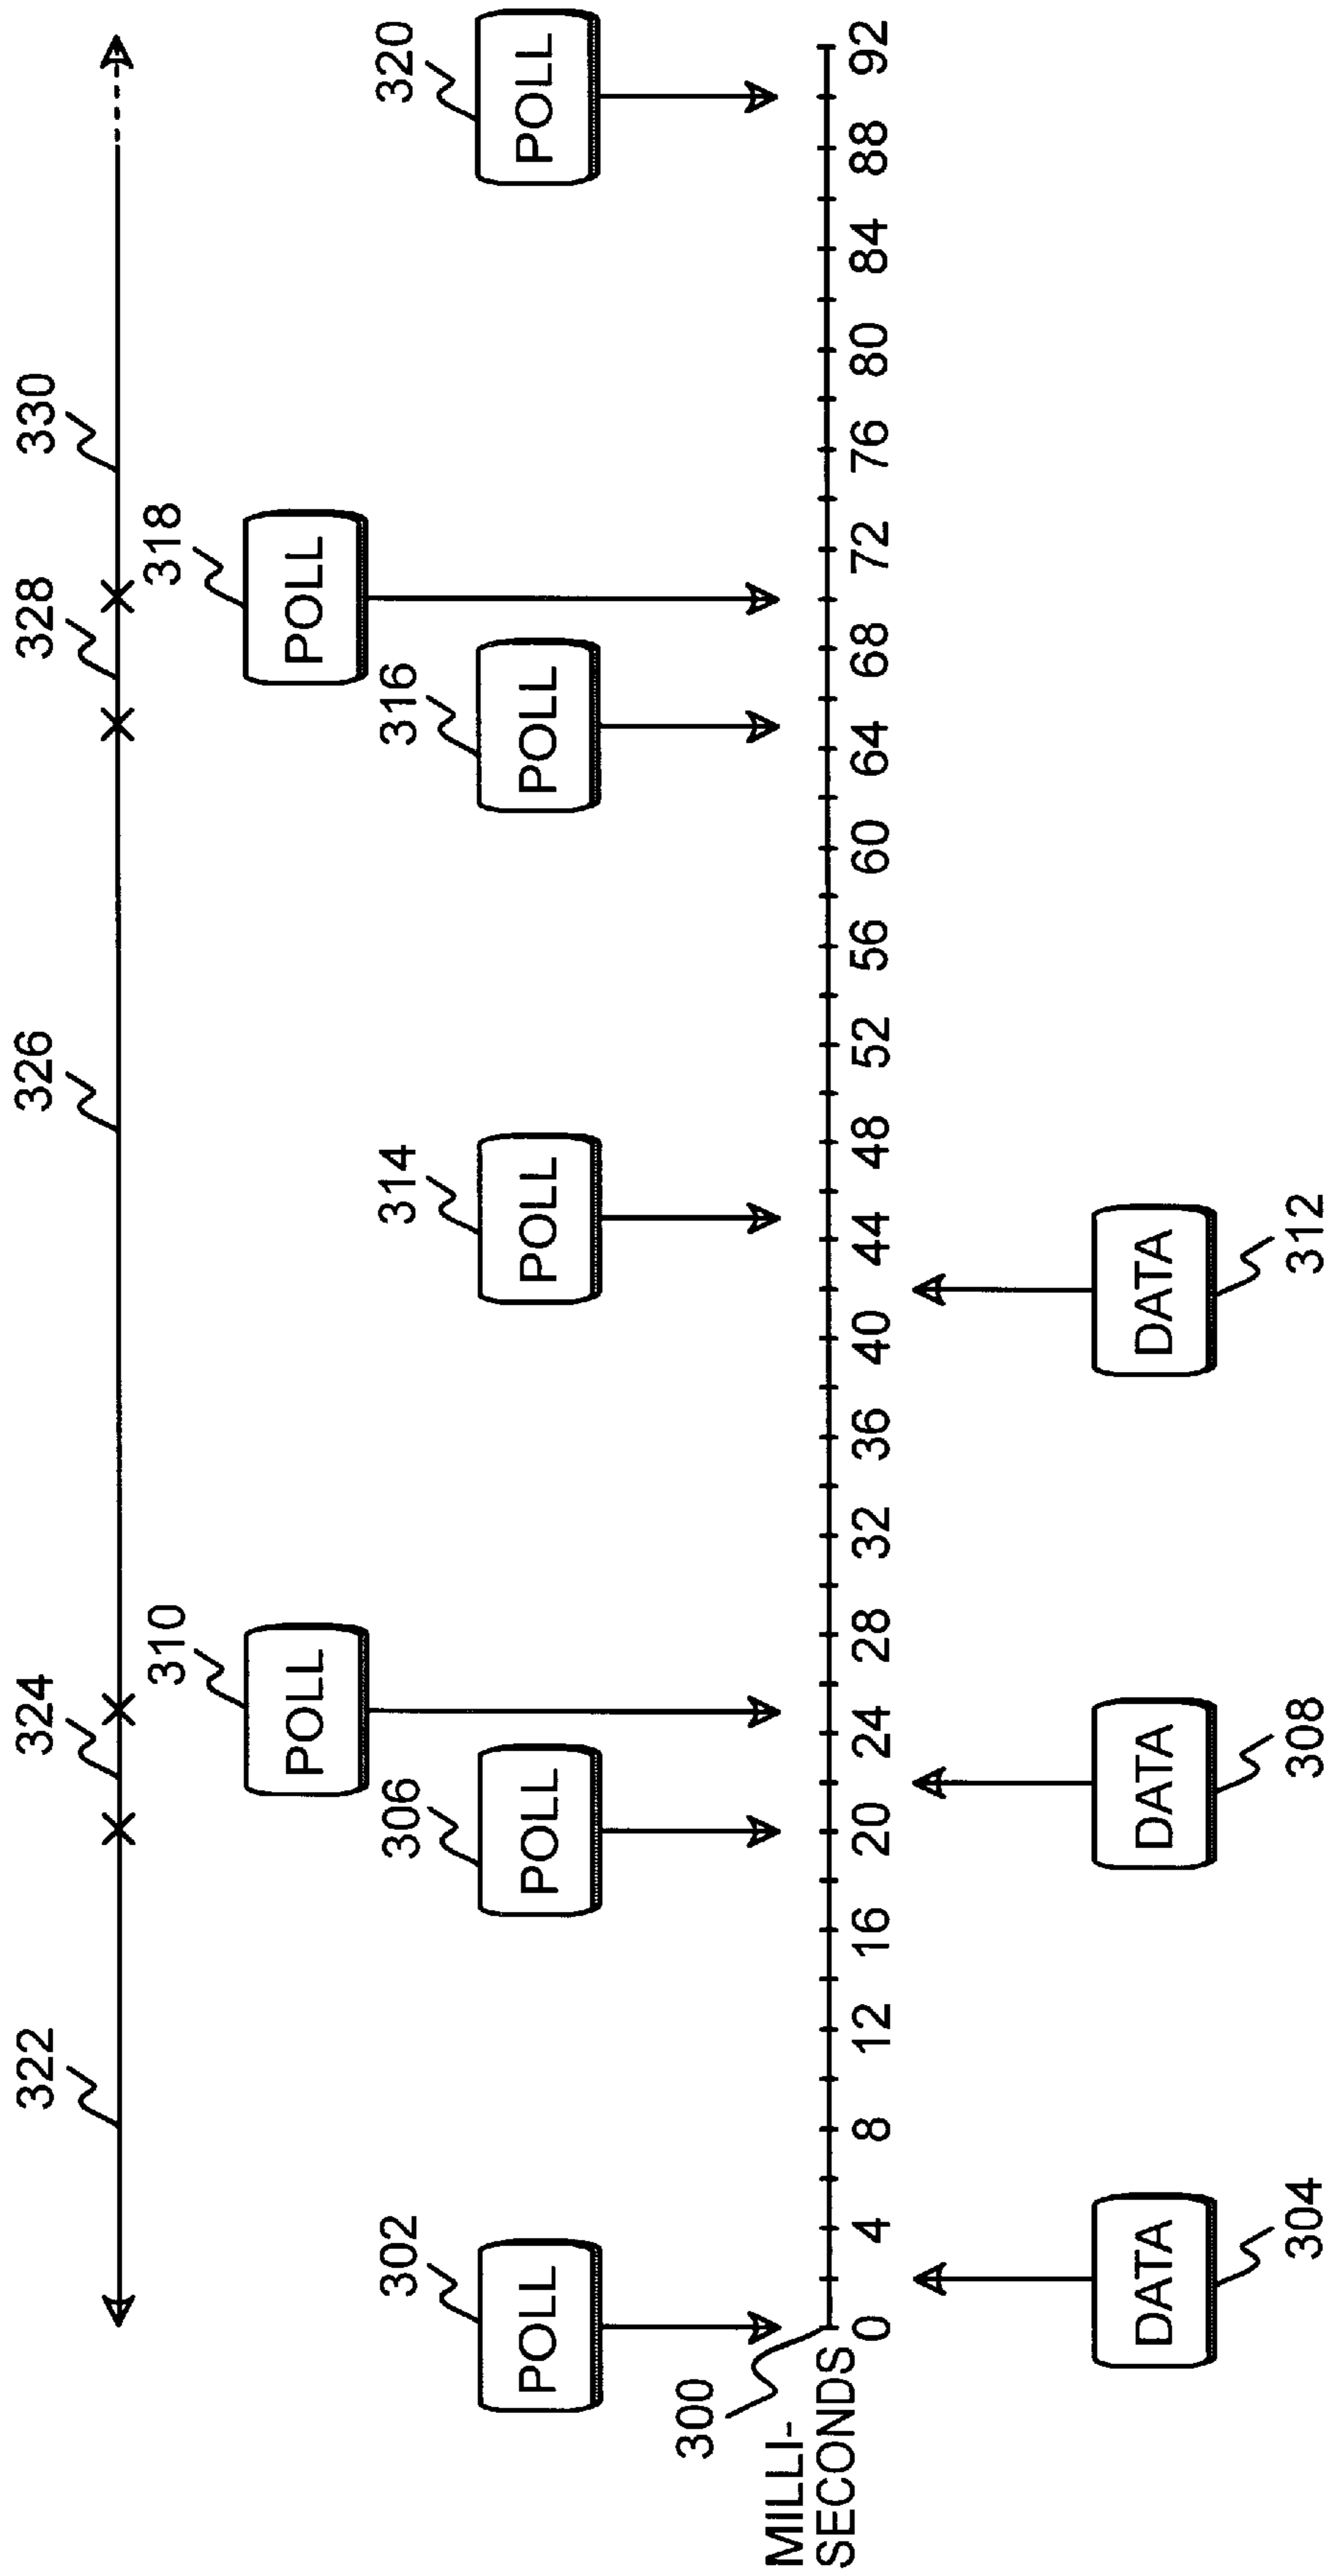 322
324
326
328
330
310
318
302
306
314
316
320
POLL
POLL
POLL
POLL
POLL
POLL
POLL
300
MILLI-
SECONDS
0 4 8 12 16 20 24 28 32 36 40 44 48 52 56 60 64 68 72 76 80 84 88 92
DATA
DATA
DATA
304
308
312